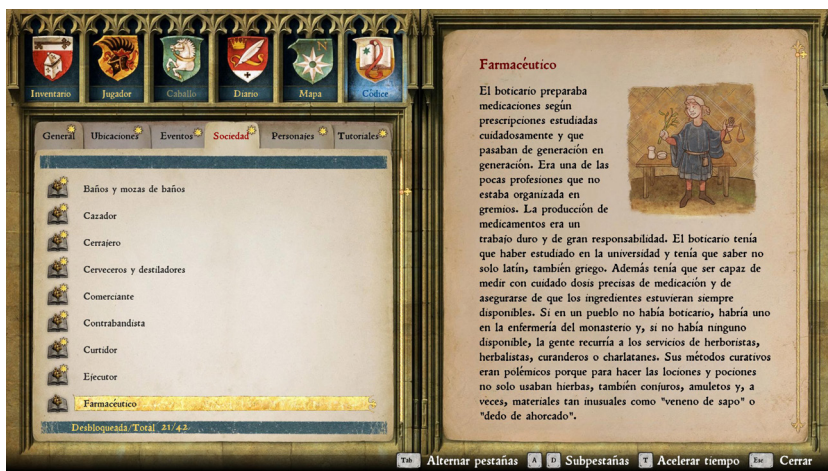 Inventario
Jugador
Caballo
Diario
Mapa
Códice
General
Ubicaciones
Eventos
Sociedad
Personajes
Tutoriales
Baños y mozas de baños
Cazador
Cerrajero
Cerveceros y destiladores
Comerciante
Contrabandista
Curtidor
Ejecutor
Farmacéutico
Desbloqueada/Total 21/42
Farmacéutico
El boticario preparaba
medicaciones según
prescripciones estudiadas
cuidadosamente y que
pasaban de generación en
generación. Era una de las
pocas profesiones que no
estaba organizada en
gremios. La producción de
medicamentos era un
trabajo duro y de gran responsabilidad. El boticario tenía
que haber estudiado en la universidad y tenía que saber no
solo latín, también griego. Además tenía que ser capaz de
medir con cuidado dosis precisas de medicación y de
asegurarse de que los ingredientes estuvieran siempre
disponibles. Si en un pueblo no había boticario, habría uno
en la enfermería del monasterio y, si no había ninguno
disponible, la gente recurría a los servicios de herboristas,
herbalistas, curanderos o charlatanes. Sus métodos curativos
eran polémicos porque para hacer las lociones y pociones
no solo usaban hierbas, también conjuros, amuletos y, a
veces, materiales tan inusuales como "veneno de sapo" o
"dedo de ahorcado".
Tab Alternar pestañas A D Subpestañas T Acelerar tiempo Esc Cerrar